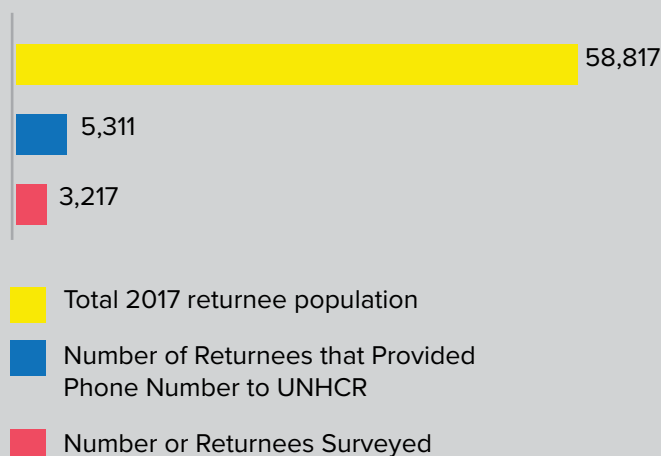 58,817
5,311
3,217
Total 2017 returnee population
Number of Returnees that Provided
Phone Number to UNHCR
Number or Returnees Surveyed